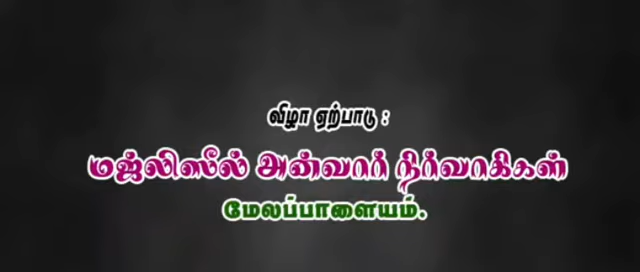 விழா ஏற்பாடு :
மஜ்லிஸீல் அன்வார் நிர்வாகிகள்
மேலப்பாளையம்.